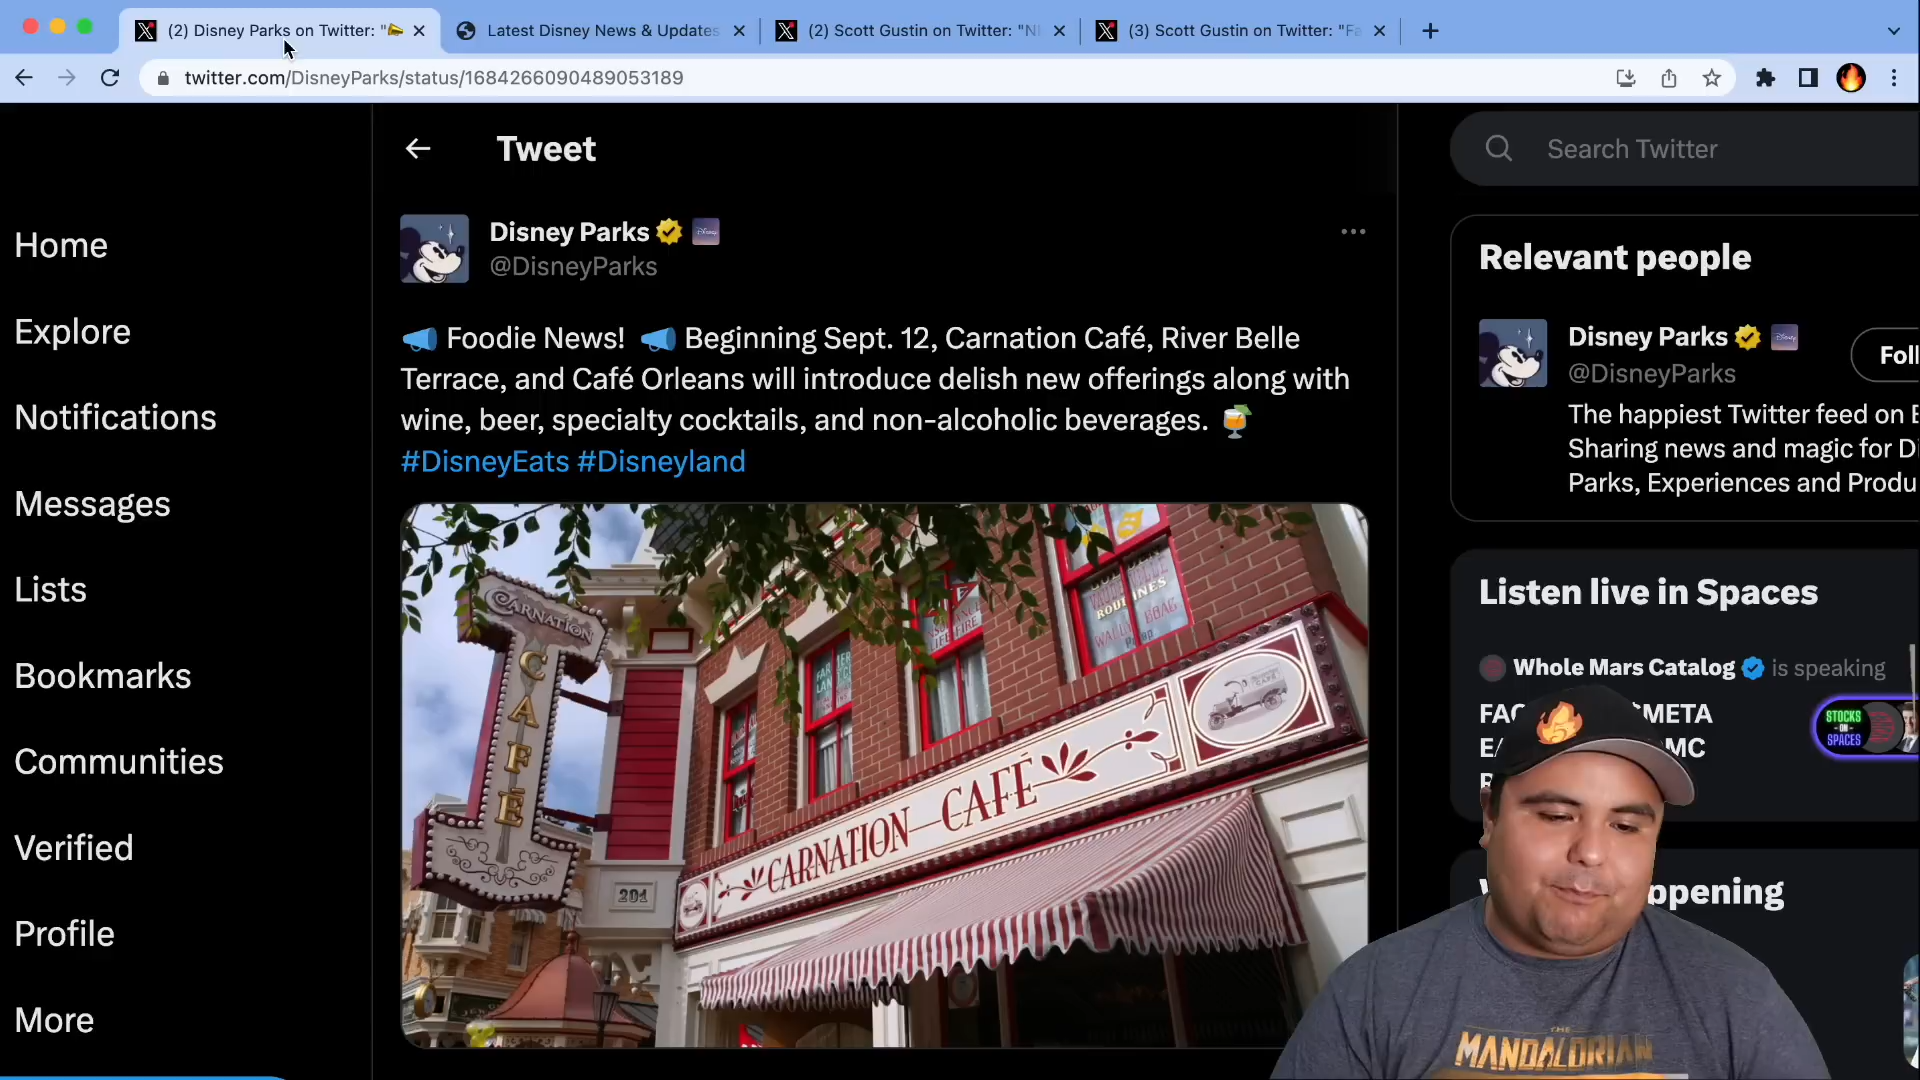 (2) Disney Parks on Twitter: "
Latest Disney News & Updates
(2) Scott Gustin on Twitter: "N
(3) Scott Gustin on Twitter: "Fa
twitter.com/DisneyParks/status/1684266090489053189
Tweet
Search Twitter
Home
Explore
Notifications
Messages
Lists
Bookmarks
Communities
Verified
Profile
More
Disney Parks
@DisneyParks
Foodie News! Beginning Sept. 12, Carnation Café, River Belle
Terrace, and Café Orleans will introduce delish new offerings along with
wine, beer, specialty cocktails, and non-alcoholic beverages.
#DisneyEats #Disneyland
CARNATION
CAFÉ
201
CARNATION CAFÉ
Relevant people
Disney Parks
@DisneyParks
Foll
The happiest Twitter feed on E
Sharing news and magic for D
Parks, Experiences and Produ
Listen live in Spaces
Whole Mars Catalog is speaking
META
MC
STOCKS
-ON-
SPACES
ppening
THE
MANDALORIAN